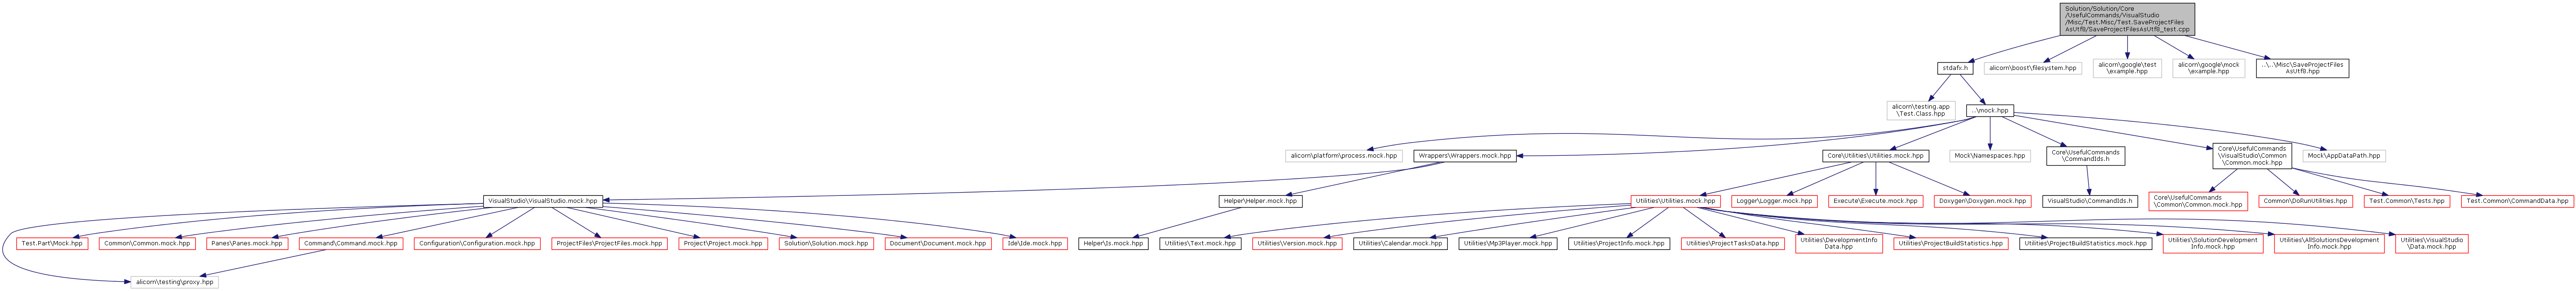 Solution/Solution/Core
/UsefulCommands/VisualStudio
/Misc/Test.Misc/Test.SaveProjectFiles
AsUtf8/SaveProjectFilesAsUtf8_test.cpp
stdafx.h
alicorn\boost\filesystem.hpp
alicorn\google\test
\example.hpp
alicorn\google\mock
\example.hpp
..\..\Misc\SaveProjectFiles
AsUtf8.hpp
alicorn\testing.app
\Test.Class.hpp
...\mock.hpp
alicorn\platform\process.mock.hpp
Wrappers\Wrappers.mock.hpp
Core\Utilities\Utilities.mock.hpp
Mock\Namespaces.hpp
Core\UsefulCommands
\CommandIds.h
Core\UsefulCommands
\VisualStudio\Common
\Common.mock.hpp
Mock\AppDataPath.hpp
VisualStudio\VisualStudio.mock.hpp
Helper\Helper.mock.hpp
Utilities\Utilities.mock.hpp
Logger\Logger.mock.hpp
Execute\Execute.mock.hpp
Doxygen\Doxygen.mock.hpp
VisualStudio\CommandIds.h
Core\UsefulCommands
\Common\Common.mock.hpp
Common\DoRunUtilities.hpp
Test.Common\Tests.hpp
Test.Common\CommandData.hpp
Test.Part\Mock.hpp
Common\Common.mock.hpp
Panes\Panes.mock.hpp
Command\Command.mock.hpp
Configuration\Configuration.mock.hpp
ProjectFiles\ProjectFiles.mock.hpp
Project\Project.mock.hpp
Solution\Solution.mock.hpp
Document\Document.mock.hpp
Ide\Ide.mock.hpp
Helper\Is.mock.hpp
Utilities\Text.mock.hpp
Utilities\Version.mock.hpp
Utilities\Calendar.mock.hpp
Utilities\Mp3Player.mock.hpp
Utilities\ProjectInfo.mock.hpp
Utilities\ProjectTasksData.hpp
Utilities\DevelopmentInfo
Data.mock.hpp
Utilities\ProjectBuildStatistics.hpp
Utilities\ProjectBuildStatistics.mock.hpp
Utilities\SolutionDevelopment
Info.mock.hpp
Utilities\AllSolutionsDevelopment
Info.mock.hpp
Utilities\VisualStudio
\Data.mock.hpp
alicorn\testing\proxy.hpp